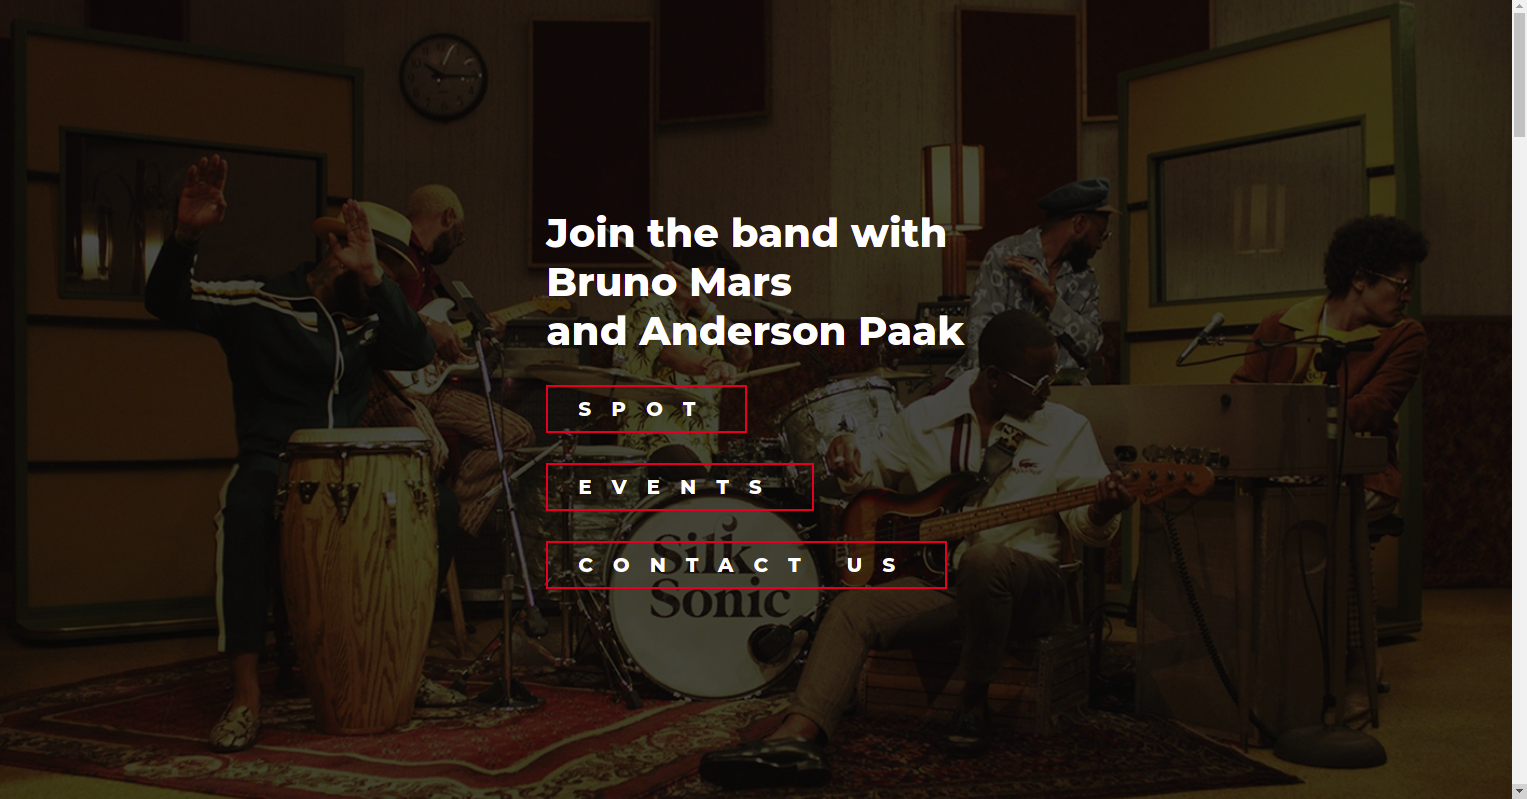 Join the band with
Bruno Mars
and Anderson Paak
SPOT
EVENTS
CONTACT US
Silk
Sonic